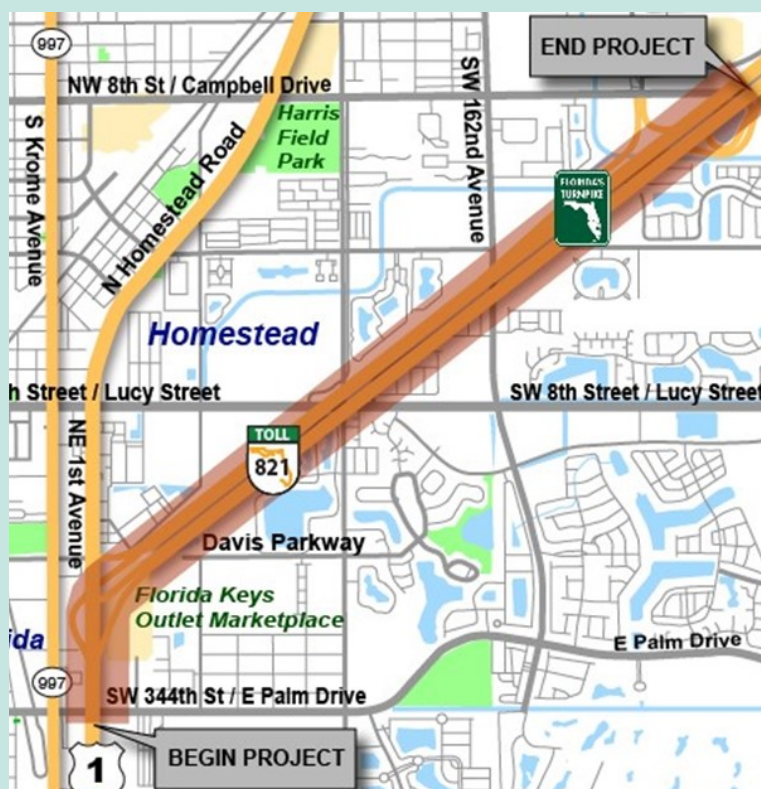 997
END PROJECT
NW 8th St / Campbell Drive
SW 162nd Avenue
Harris
Field
Park
S Krome Avenue
N Homestead Road
FLORIDA'S
TURNPIKE
Homestead
h Street / Lucy Street
SW 8th Street / Lucy Street
NE 1st Avenue
TOLL
821
Davis Parkway
Florida Keys
Outlet Marketplace
ida
E Palm Drive
997
SW 344th St / E Palm Drive
BEGIN PROJECT
1